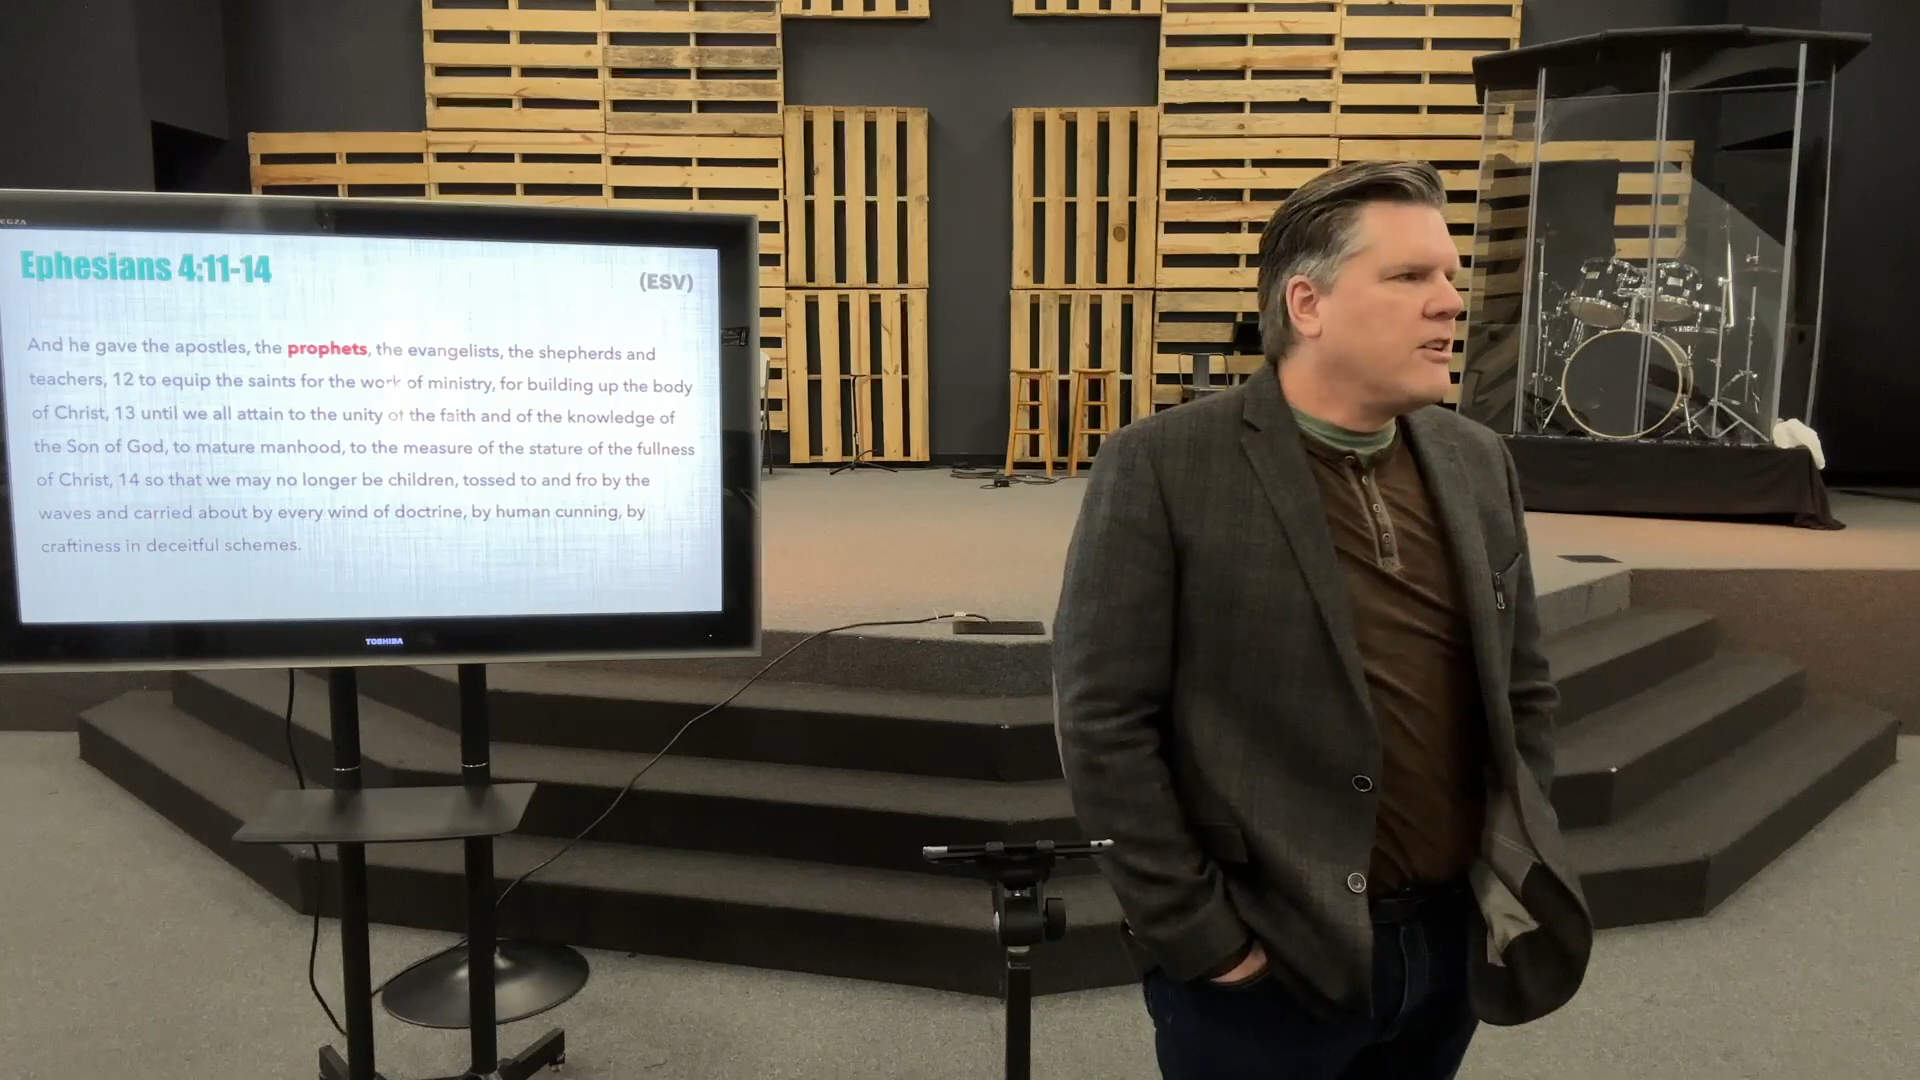 EGZA
Ephesians 4:11-14
(ESV)
And he gave the apostles, the prophets, the evangelists, the shepherds and
teachers, 12 to equip the saints for the work of ministry, for building up the body
of Christ, 13 until we all attain to the unity of the faith and of the knowledge of
the Son of God, to mature manhood, to the measure of the stature of the fullness
of Christ, 14 so that we may no longer be children, tossed to and fro by the
waves and carried about by every wind of doctrine, by human cunning, by
craftiness in deceitful schemes.
TOSHIBA